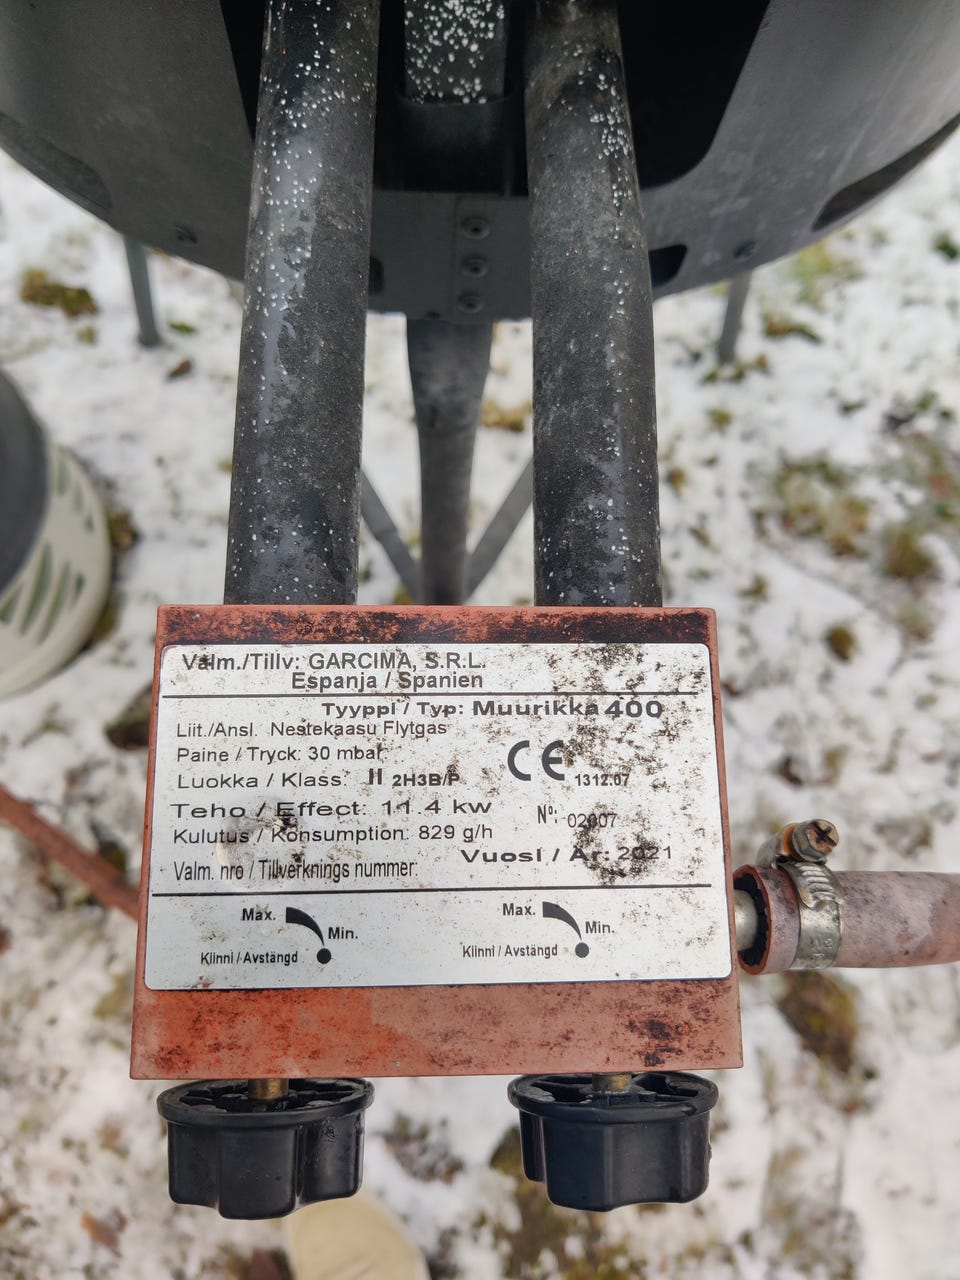 Valm./Tillv: GARCIMA, S.R.L.
Espanja / Spanien
Tyyppi / Typ: Muurikka 400
Liit./Ansl. Nestekaasu Flytgas
Paine / Tryck: 30 mbar
Luokka / Klass: II 2H3B/P
CE 1312.07
Teho / Effect: 11.4 kw
Nº: 02007
Kulutus / Konsumption: 829 g/h
Vuosi / Ar: 2021
Valm. nro / Tillverknings nummer:
Max. Max.
Min. Min.
Kiinni / Avstängd Kiinni / Avstängd